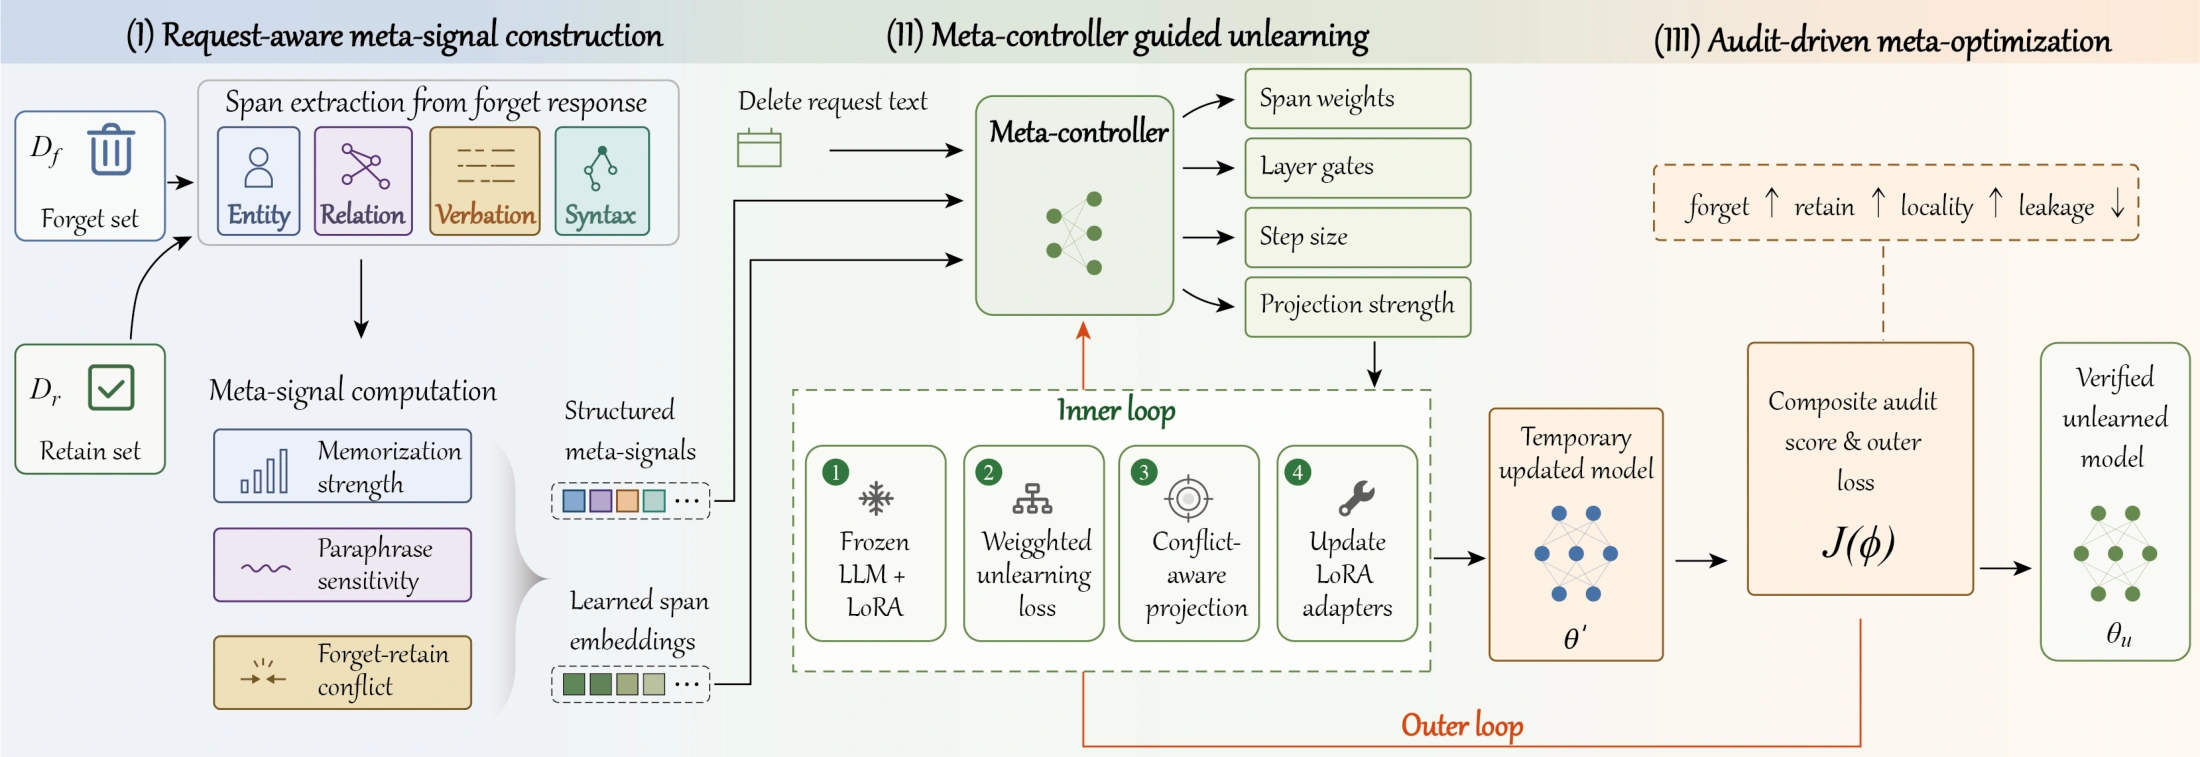 (I) Request-aware meta-signal construction
(II) Meta-controller guided unlearning
(III) Audit-driven meta-optimization
D_f
Forget set
Span extraction from forget response
Entity
Relation
Verbation
Syntax
D_r
Retain set
Meta-signal computation
Memorization
strength
Paraphrase
sensitivity
Forget-retain
conflict
Structured
meta-signals
...
Learned span
embeddings
...
Delete request text
Meta-controller
Span weights
Layer gates
Step size
Projection strength
Inner loop
1
Frozen
LLM +
LoRA
2
Weigghted
unlearning
loss
3
Conflict-
aware
projection
4
Update
LoRA
adapters
Outer loop
Temporary
updated model
θ'
forget ↑ retain ↑ locality ↑ leakage ↓
Composite audit
score & outer
loss
J(ϕ)
Verified
unlearned
model
θ_u